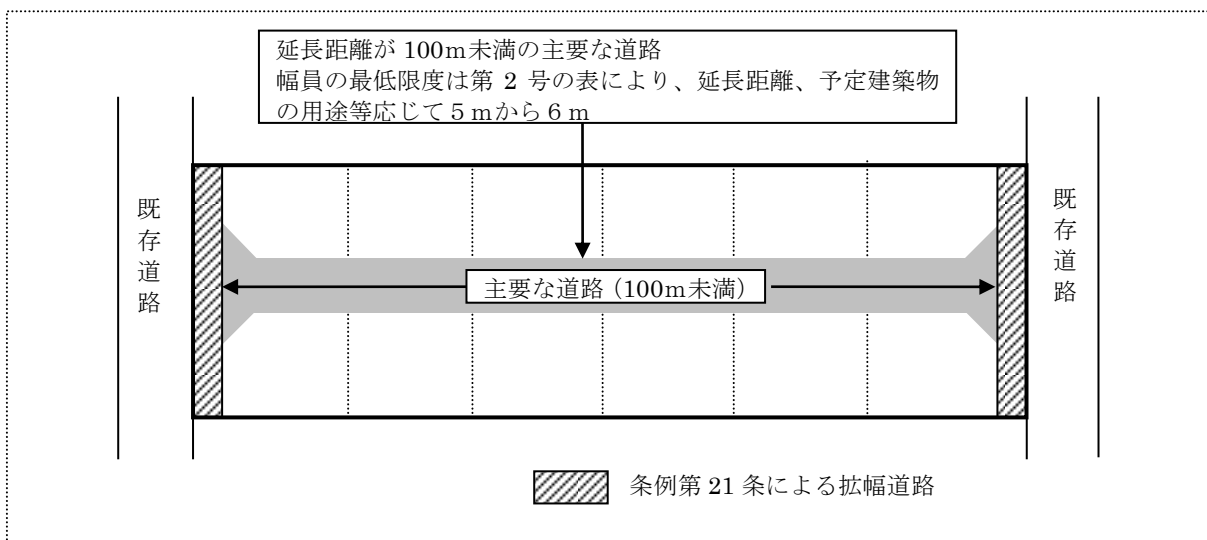 延長距離が 100m未満の主要な道路
幅員の最低限度は第 2 号の表により、延長距離、予定建築物
の用途等応じて５ｍから６ｍ
既存道路
既存道路
主要な道路（100m未満）
条例第 21 条による拡幅道路